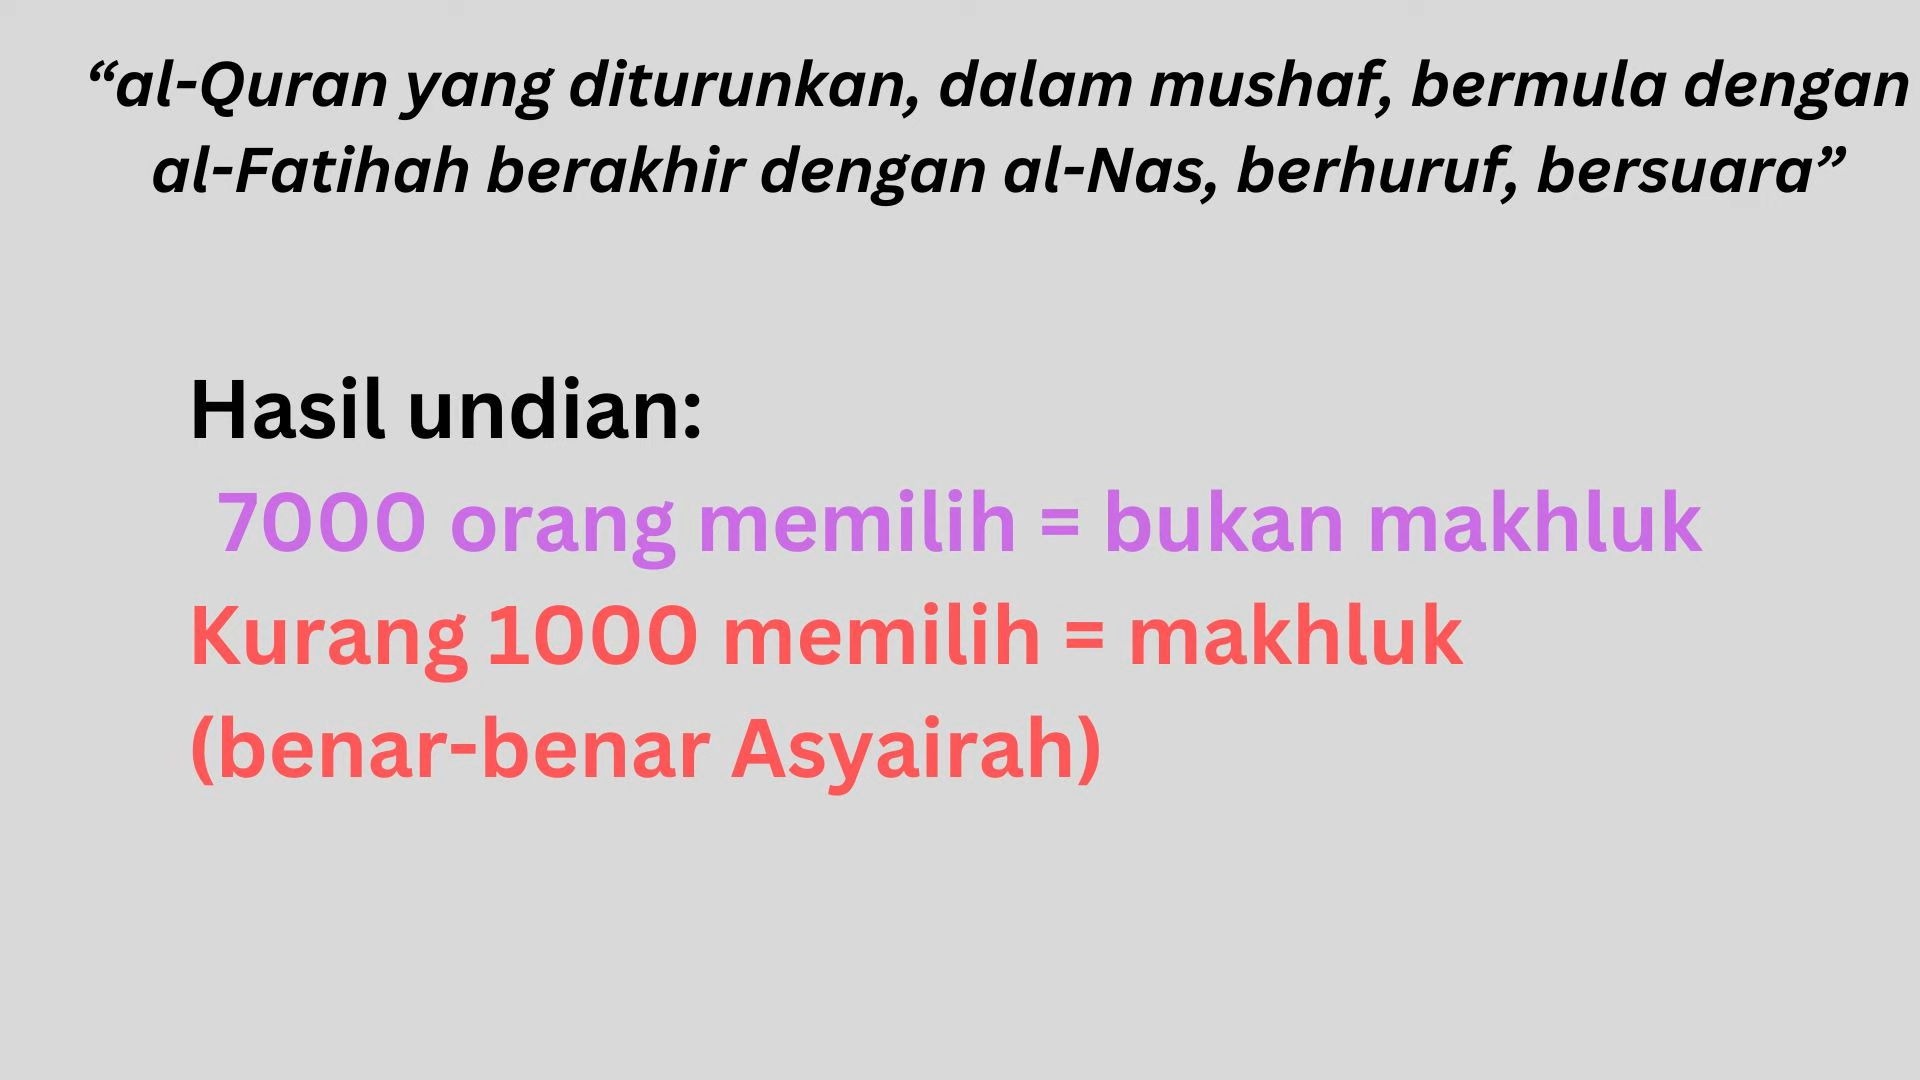 “al-Quran yang diturunkan, dalam mushaf, bermula dengan
al-Fatihah berakhir dengan al-Nas, berhuruf, bersuara”
Hasil undian:
7000 orang memilih = bukan makhluk
Kurang 1000 memilih = makhluk
(benar-benar Asyairah)